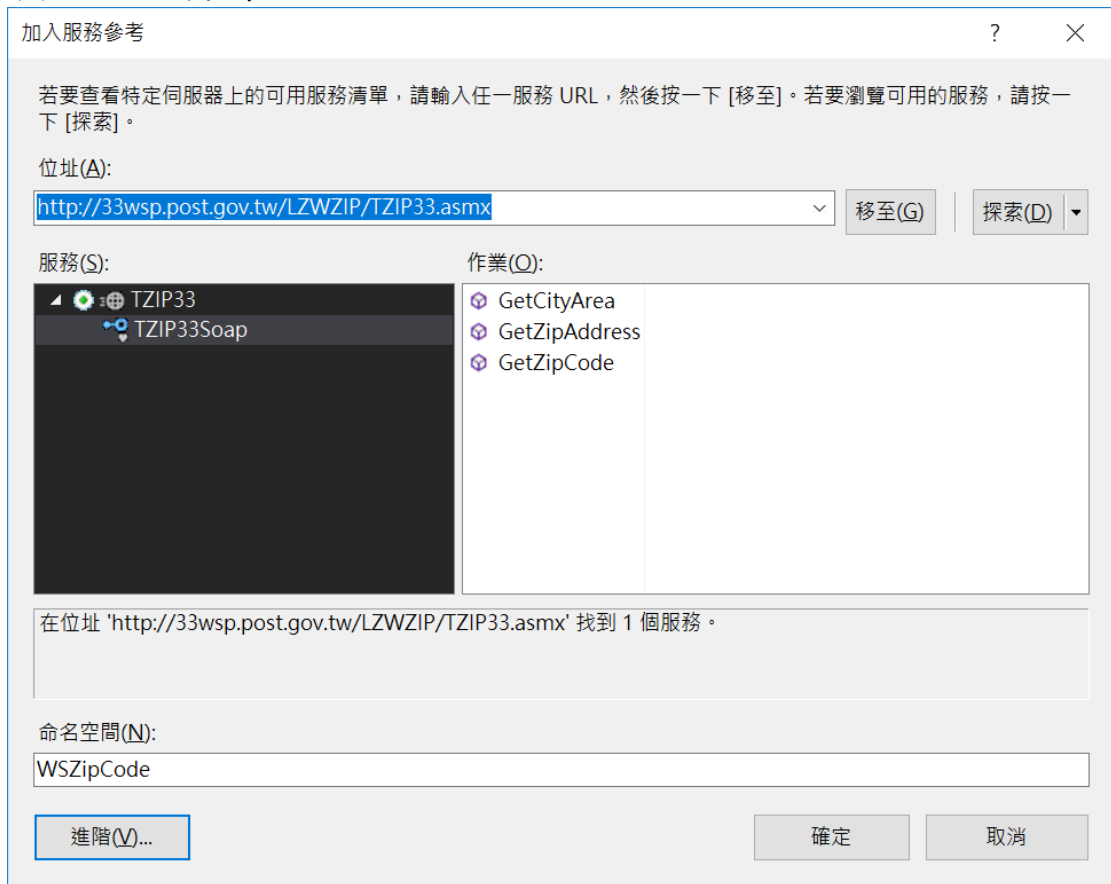 加入服務參考
?
若要查看特定伺服器上的可用服務清單，請輸入任一服務 URL，然後按一下 [移至]。若要瀏覽可用的服務，請按一
下 [探索]。
位址(A):
http://33wsp.post.gov.tw/LZWZIP/TZIP33.asmx
移至(G)
探索(D)
服務(S):
作業(O):
TZIP33
TZIP33Soap
GetCityArea
GetZipAddress
GetZipCode
在位址 'http://33wsp.post.gov.tw/LZWZIP/TZIP33.asmx' 找到 1 個服務。
命名空間(N):
WSZipCode
進階(V)...
確定
取消